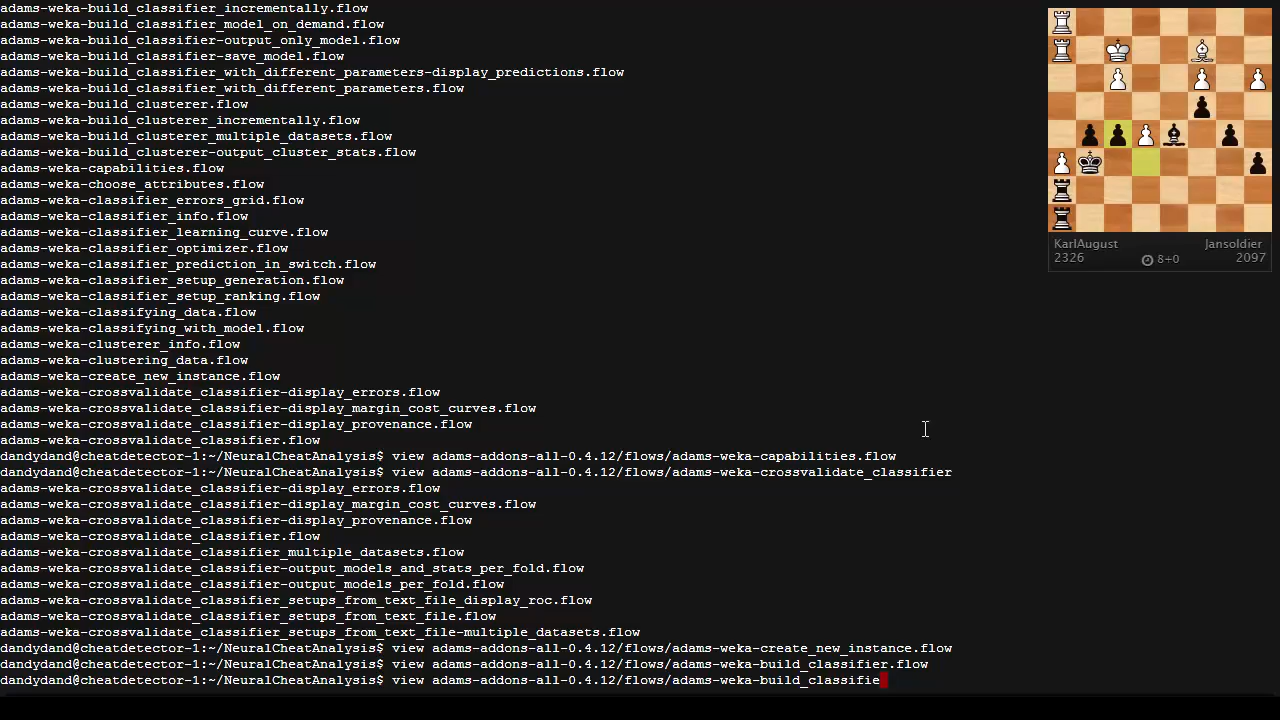 adams-weka-build_classifier_incrementally.flow
adams-weka-build_classifier_model_on_demand.flow
adams-weka-build_classifier-output_only_model.flow
adams-weka-build_classifier-save_model.flow
adams-weka-build_classifier_with_different_parameters-display_predictions.flow
adams-weka-build_classifier_with_different_parameters.flow
adams-weka-build_clusterer.flow
adams-weka-build_clusterer_incrementally.flow
adams-weka-build_clusterer_multiple_datasets.flow
adams-weka-build_clusterer-output_cluster_stats.flow
adams-weka-capabilities.flow
adams-weka-choose_attributes.flow
adams-weka-classifier_errors_grid.flow
adams-weka-classifier_info.flow
adams-weka-classifier_learning_curve.flow
adams-weka-classifier_optimizer.flow
adams-weka-classifier_prediction_in_switch.flow
adams-weka-classifier_setup_generation.flow
adams-weka-classifier_setup_ranking.flow
adams-weka-classifying_data.flow
adams-weka-classifying_with_model.flow
adams-weka-clusterer_info.flow
adams-weka-clustering_data.flow
adams-weka-create_new_instance.flow
adams-weka-crossvalidate_classifier-display_errors.flow
adams-weka-crossvalidate_classifier-display_margin_cost_curves.flow
adams-weka-crossvalidate_classifier-display_provenance.flow
adams-weka-crossvalidate_classifier.flow
dandydand@cheatdetector-1:~/NeuralCheatAnalysis$ view adams-addons-all-0.4.12/flows/adams-weka-capabilities.flow
dandydand@cheatdetector-1:~/NeuralCheatAnalysis$ view adams-addons-all-0.4.12/flows/adams-weka-crossvalidate_classifier
adams-weka-crossvalidate_classifier-display_errors.flow
adams-weka-crossvalidate_classifier-display_margin_cost_curves.flow
adams-weka-crossvalidate_classifier-display_provenance.flow
adams-weka-crossvalidate_classifier.flow
adams-weka-crossvalidate_classifier_multiple_datasets.flow
adams-weka-crossvalidate_classifier-output_models_and_stats_per_fold.flow
adams-weka-crossvalidate_classifier-output_models_per_fold.flow
adams-weka-crossvalidate_classifier_setups_from_text_file_display_roc.flow
adams-weka-crossvalidate_classifier_setups_from_text_file.flow
adams-weka-crossvalidate_classifier_setups_from_text_file-multiple_datasets.flow
dandydand@cheatdetector-1:~/NeuralCheatAnalysis$ view adams-addons-all-0.4.12/flows/adams-weka-create_new_instance.flow
dandydand@cheatdetector-1:~/NeuralCheatAnalysis$ view adams-addons-all-0.4.12/flows/adams-weka-build_classifier.flow
dandydand@cheatdetector-1:~/NeuralCheatAnalysis$ view adams-addons-all-0.4.12/flows/adams-weka-build_classifie
KarlAugust Jansoldier
2326 8+0 2097